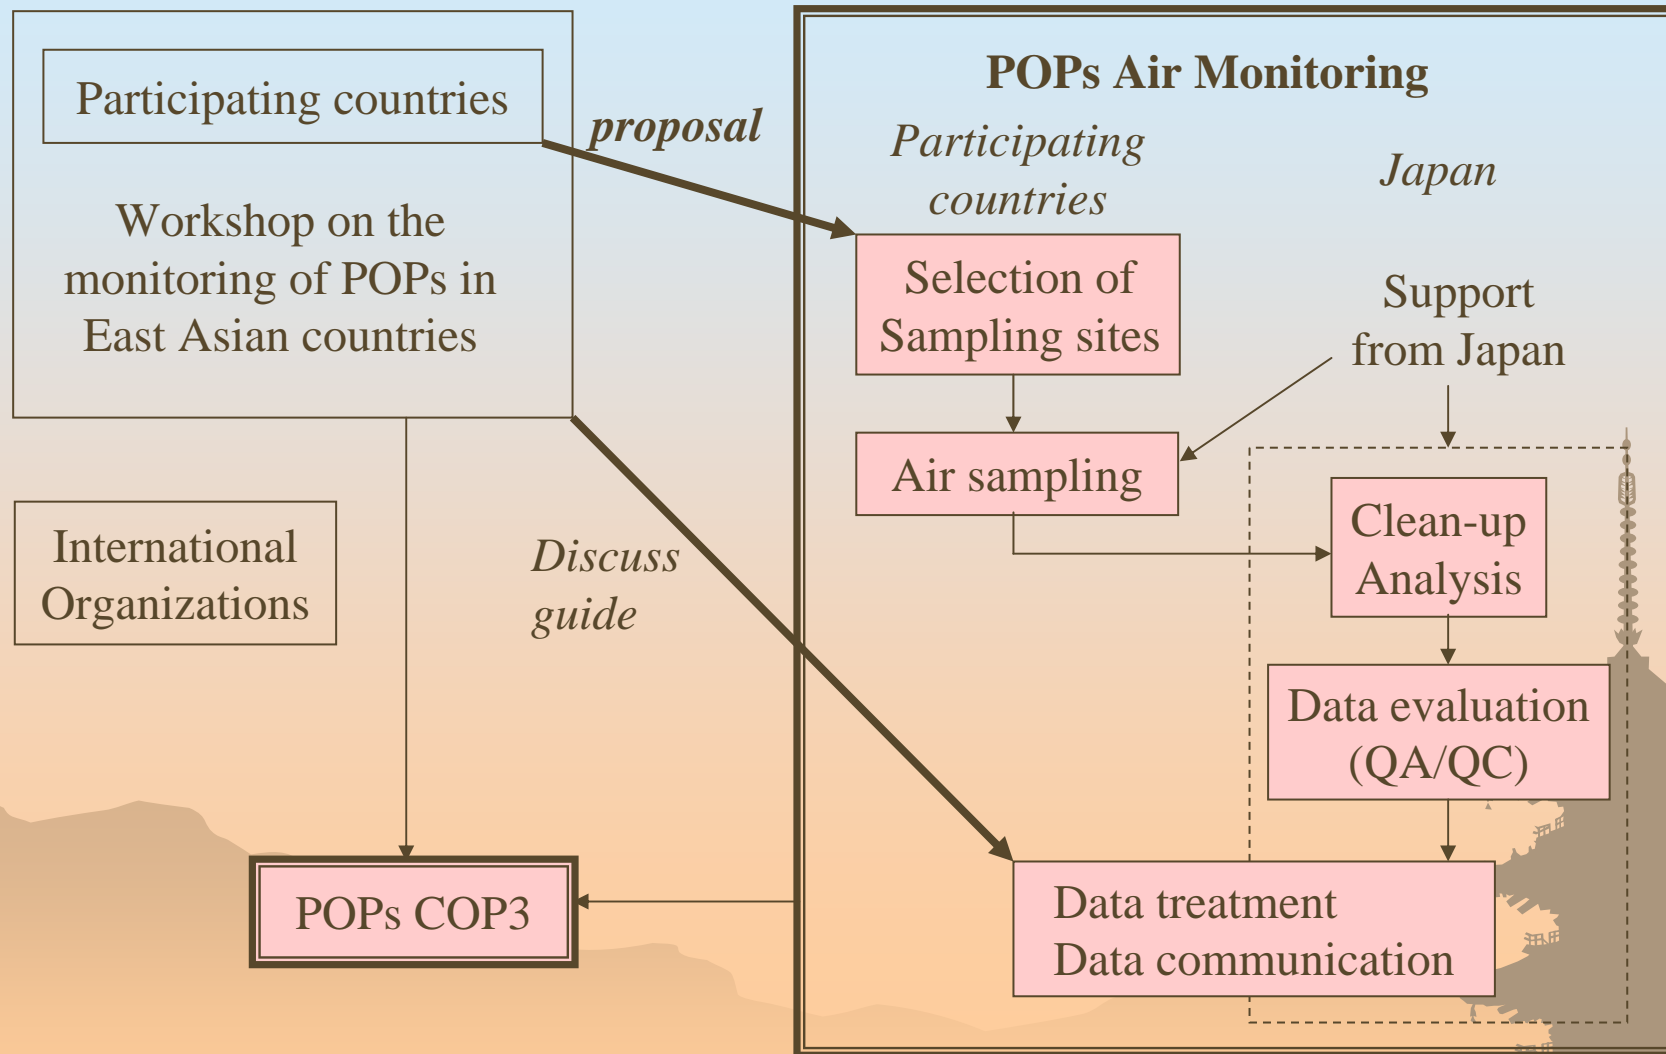 Participating countries
Workshop on the
monitoring of POPs in
East Asian countries
International
Organizations
proposal
Discuss
guide
POPs COP3
POPs Air Monitoring
Participating
countries
Japan
Selection of
Sampling sites
Support
from Japan
Air sampling
Clean-up
Analysis
Data evaluation
(QA/QC)
Data treatment
Data communication